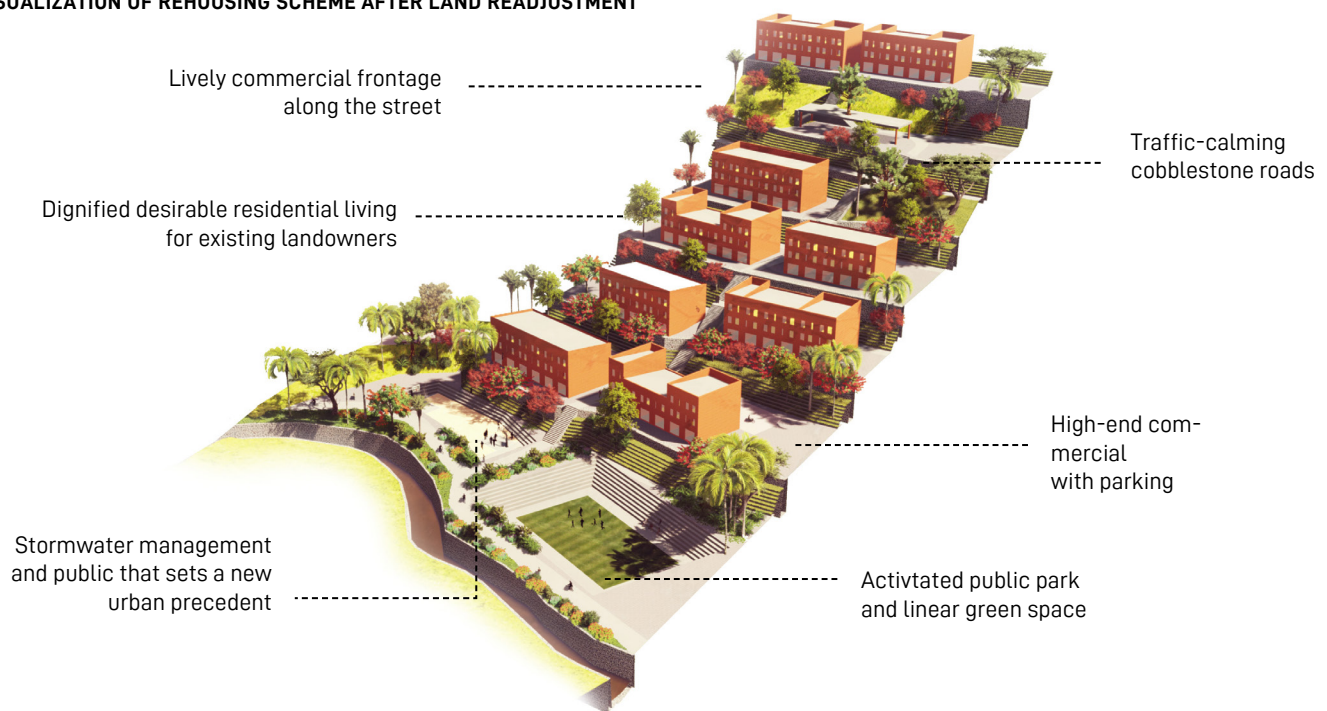 SUALIZATION OF REHOUSING SCHEME AFTER LAND READJUSTMENT
Lively commercial frontage
along the street
Traffic-calming
cobblestone roads
Dignified desirable residential living
for existing landowners
High-end com-
mercial
with parking
Stormwater management
and public that sets a new
urban precedent
Activtated public park
and linear green space